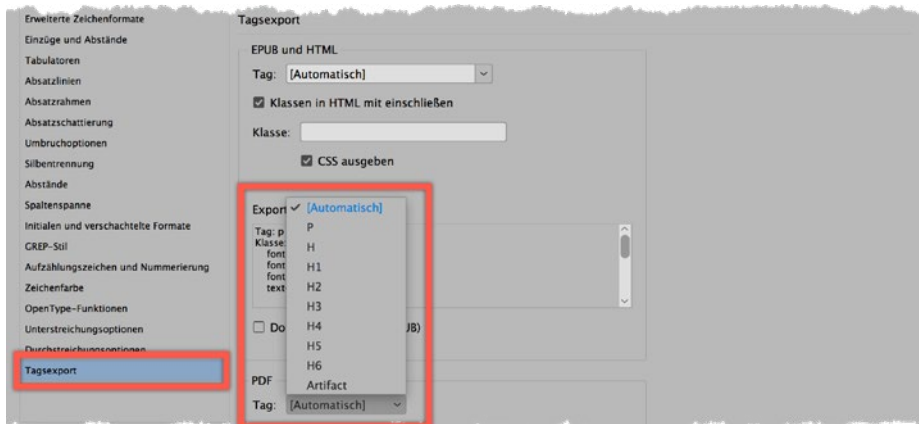 Erweiterte Zeichenformate
Einzüge und Abstände
Tabulatoren
Absatzlinien
Absatzrahmen
Absatzschattierung
Umbruchoptionen
Silbentrennung
Abstände
Spaltenspanne
Initialen und verschachtelte Formate
GREP-Stil
Aufzählungszeichen und Nummerierung
Zeichenfarbe
OpenType-Funktionen
Unterstreichungsoptionen
Durchstreichungsoptionen
Tagsexport
Tagsexport
EPUB und HTML
Tag: [Automatisch]
Klassen in HTML mit einschließen
Klasse:
CSS ausgeben
Export
[Automatisch]
P
H
H1
H2
H3
H4
H5
H6
Artifact
Tag: p
Klasse:
font
font
font
text
Do
JB)
PDF
Tag: [Automatisch]